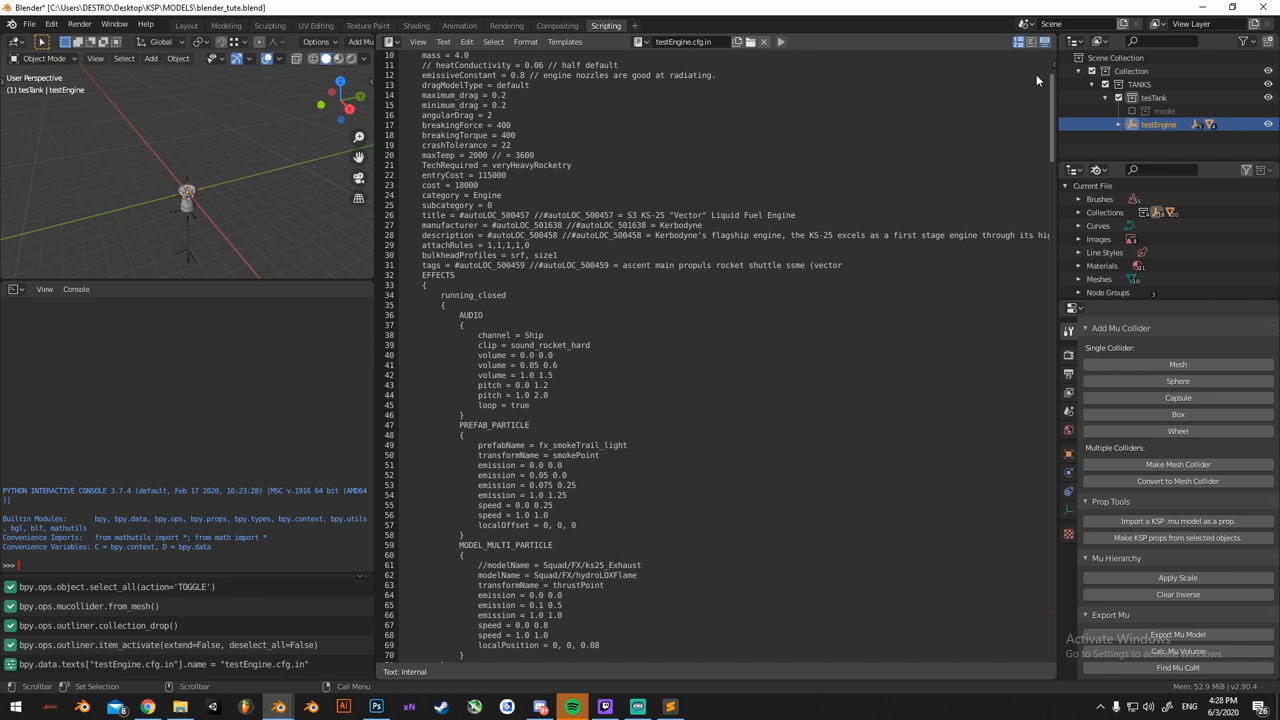 Blender* [C:\Users\DESTRO\Desktop\KSP\MODELS\blender_tute.blend]
File Edit Render Window Help Layout Modeling Sculpting UV Editing Texture Paint Shading Animation Rendering Compositing Scripting + Scene View Layer
Global Options Add Mu View Text Edit Select Format Templates testEngine.cfg.in
Object Mode View Select Add Object
User Perspective
(1) tesTank | testEngine
X
Y
Z
View Console
PYTHON INTERACTIVE CONSOLE 3.7.4 (default, Feb 17 2020, 16:23:28) [MSC v.1916 64 bit (AMD64
)]
Builtin Modules: bpy, bpy.data, bpy.ops, bpy.props, bpy.types, bpy.context, bpy.utils
, bgl, blf, mathutils
Convenience Imports: from mathutils import *; from math import *
Convenience Variables: C = bpy.context, D = bpy.data
>>>
bpy.ops.object.select_all(action='TOGGLE')
bpy.ops.mucollider.from_mesh()
bpy.ops.outliner.collection_drop()
bpy.ops.outliner.item_activate(extend=False, deselect_all=False)
bpy.data.texts["testEngine.cfg.in"].name = "testEngine.cfg.in"
10 mass = 4.0
11 // heatConductivity = 0.06 // half default
12 emissiveConstant = 0.8 // engine nozzles are good at radiating.
13 dragModelType = default
14 maximum_drag = 0.2
15 minimum_drag = 0.2
16 angularDrag = 2
17 breakingForce = 400
18 breakingTorque = 400
19 crashTolerance = 22
20 maxTemp = 2000 // = 3600
21 TechRequired = veryHeavyRocketry
22 entryCost = 115000
23 cost = 18000
24 category = Engine
25 subcategory = 0
26 title = #autoLOC_500457 //#autoLOC_500457 = S3 KS-25 "Vector" Liquid Fuel Engine
27 manufacturer = #autoLOC_501638 //#autoLOC_501638 = Kerbodyne
28 description = #autoLOC_500458 //#autoLOC_500458 = Kerbodyne's flagship engine, the KS-25 excels as a first stage engine through its hig
29 attachRules = 1,1,1,1,0
30 bulkheadProfiles = srf, size1
31 tags = #autoLOC_500459 //#autoLOC_500459 = ascent main propuls rocket shuttle ssme (vector
32 EFFECTS
33 {
34 running_closed
35 {
36 AUDIO
37 {
38 channel = Ship
39 clip = sound_rocket_hard
40 volume = 0.0 0.0
41 volume = 0.05 0.6
42 volume = 1.0 1.5
43 pitch = 0.0 1.2
44 pitch = 1.0 2.0
45 loop = true
46 }
47 PREFAB_PARTICLE
48 {
49 prefabName = fx_smokeTrail_light
50 transformName = smokePoint
51 emission = 0.0 0.0
52 emission = 0.05 0.0
53 emission = 0.075 0.25
54 emission = 1.0 1.25
55 speed = 0.0 0.25
56 speed = 1.0 1.0
57 localOffset = 0, 0, 0
58 }
59 MODEL_MULTI_PARTICLE
60 {
61 //modelName = Squad/FX/ks25_Exhaust
62 modelName = Squad/FX/hydroLOXFlame
63 transformName = thrustPoint
64 emission = 0.0 0.0
65 emission = 0.1 0.5
66 emission = 1.0 1.0
67 speed = 0.0 0.8
68 speed = 1.0 1.0
69 localPosition = 0, 0, 0.08
70 }
Text: Internal
Scene Collection
Collection
TANKS
tesTank
model
testEngine 5 4
Current File
Brushes
Collections
Curves
Images
Line Styles
Materials 11
Meshes 10
Node Groups 3
Add Mu Collider
Single Collider:
Mesh
Sphere
Capsule
Box
Wheel
Multiple Colliders:
Make Mesh Collider
Convert to Mesh Collider
Prop Tools
Import a KSP .mu model as a prop.
Make KSP props from selected objects.
Mu Hierarchy
Apply Scale
Clear Inverse
Export Mu
Export Mu Model
Calc Mu Volume
Find Mu CoM
Activate Windows
Go to Settings to activate Windows.
Scrollbar Set Selection Scrollbar Call Menu Mem: 52.9 MiB | v2.90.4
4:28 PM
6/3/2020